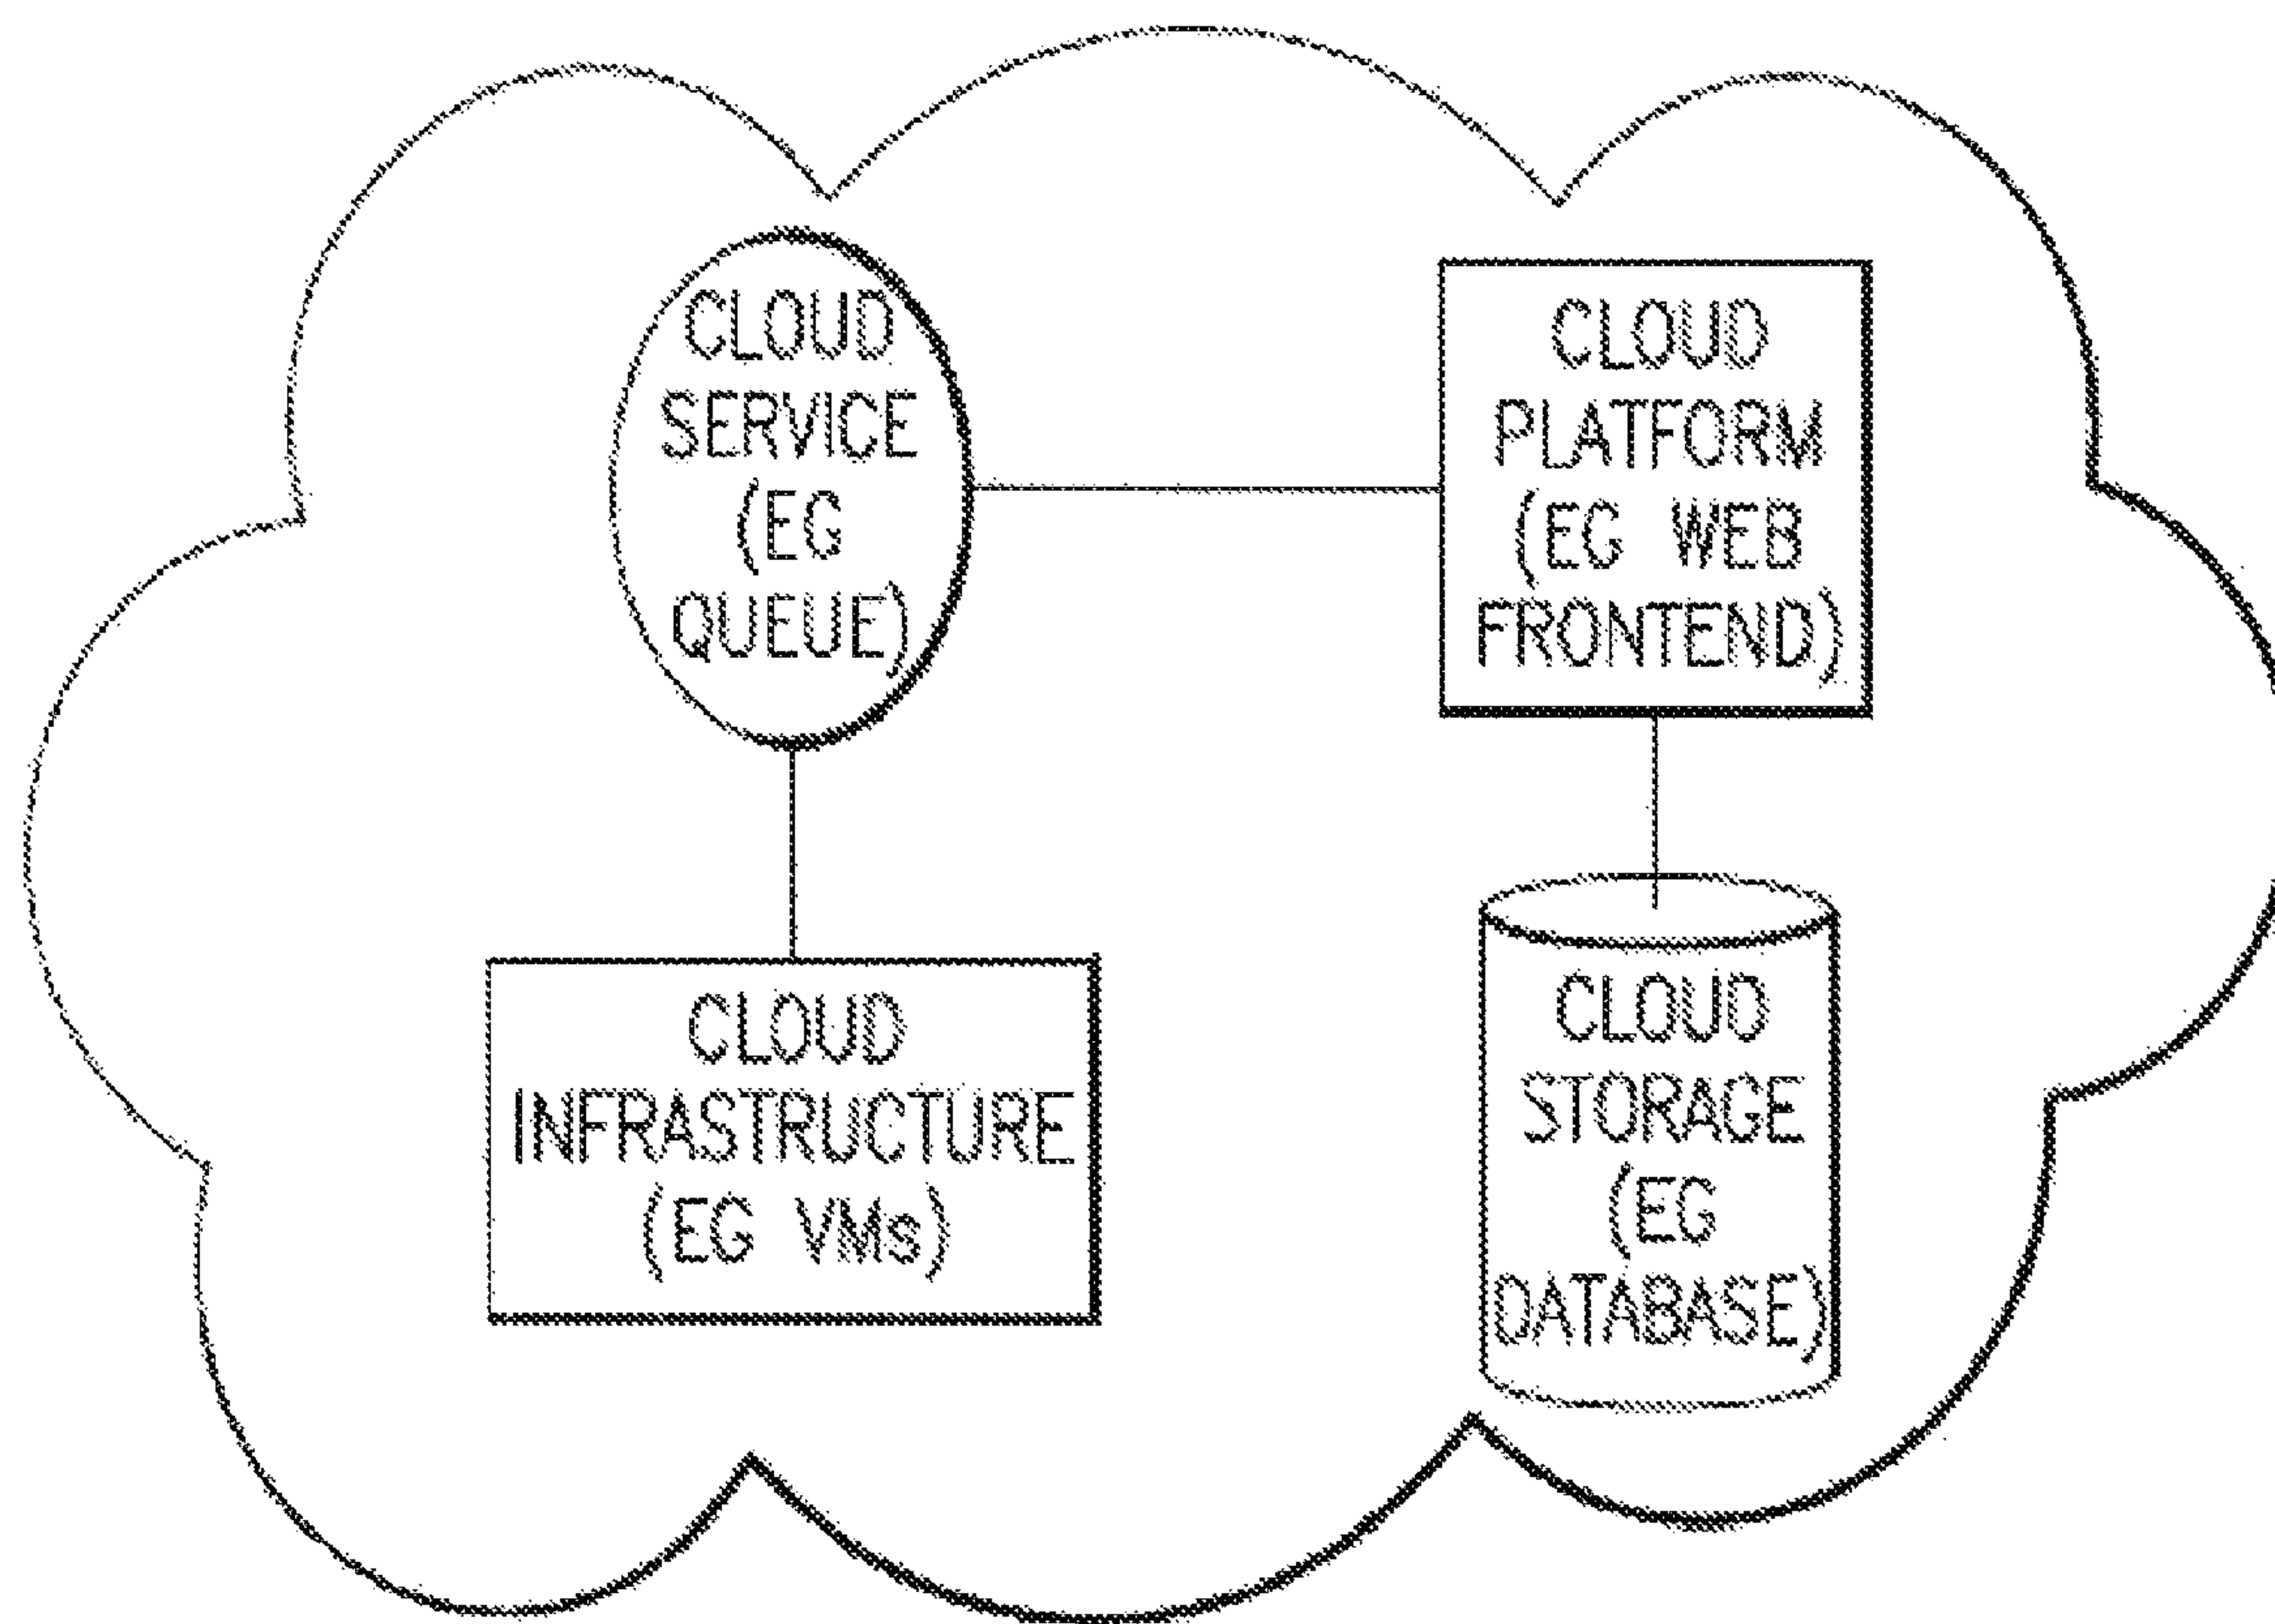 CLOUD
SERVICE
(EG
QUEUE)
CLOUD
PLATFORM
(EG WEB
FRONTEND)
CLOUD
INFRASTRUCTURE
(EG VMs)
CLOUD
STORAGE
(EG
DATABASE)